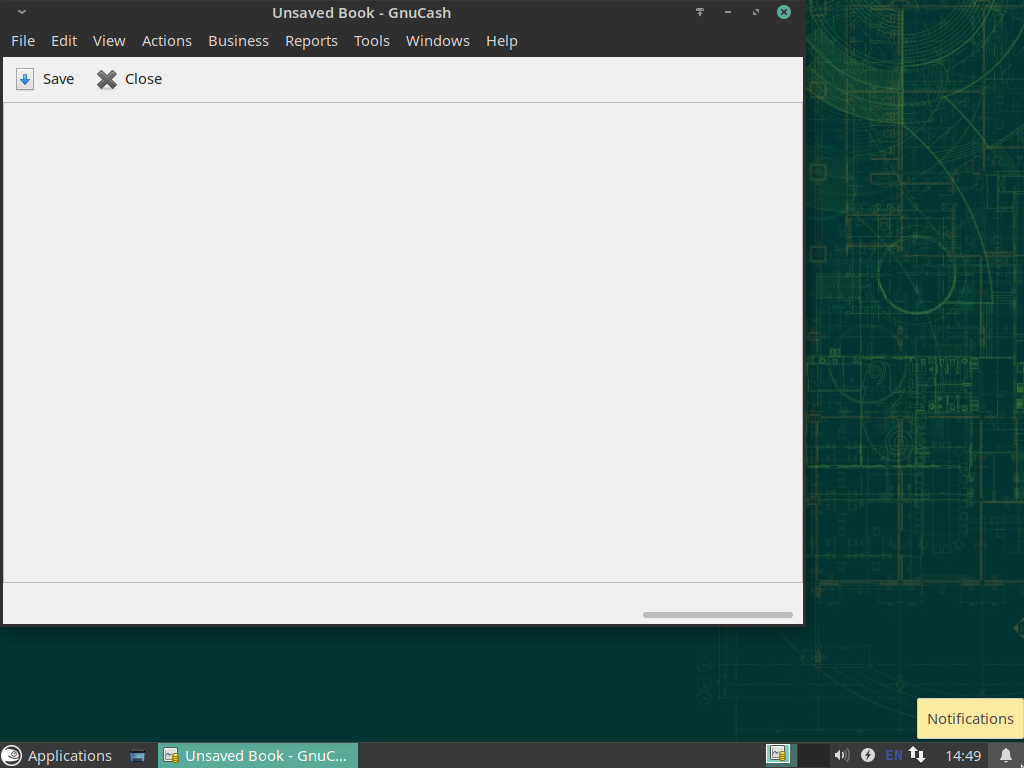 Unsaved Book - GnuCash
File Edit View Actions Business Reports Tools Windows Help
Save Close
Notifications
Applications Unsaved Book - GnuC... EN 14:49